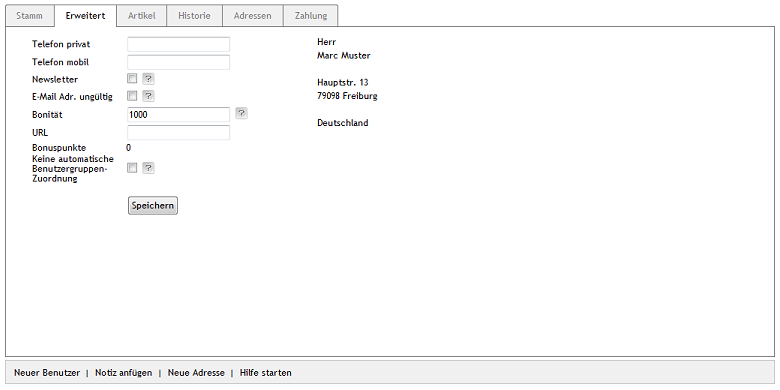 Stamm Erweitert Artikel Historie Adressen Zahlung
Telefon privat
Telefon mobil
Newsletter ?
E-Mail Adr. ungültig ?
Bonität 1000 ?
URL
Bonuspunkte 0
Keine automatische
Benutzergruppen-
Zuordnung ?
Speichern
Herr
Marc Muster
Hauptstr. 13
79098 Freiburg
Deutschland
Neuer Benutzer | Notiz anfügen | Neue Adresse | Hilfe starten